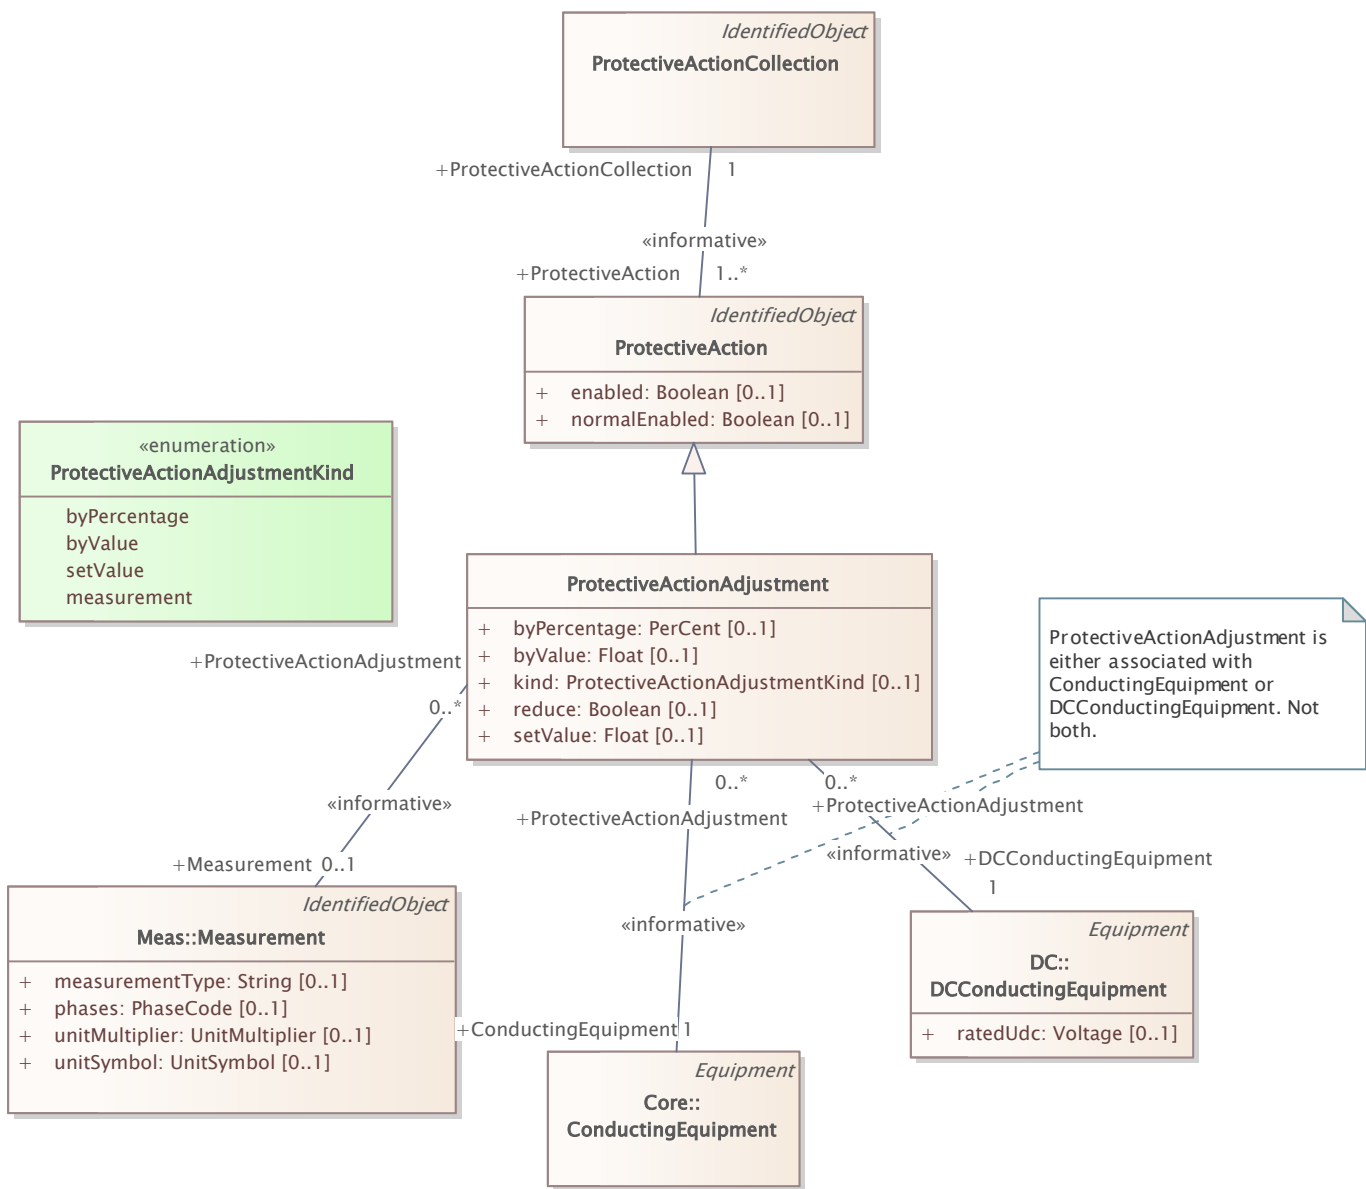 IdentifiedObject
ProtectiveActionCollection
+ProtectiveActionCollection 1
«informative»
+ProtectiveAction 1..*
IdentifiedObject
ProtectiveAction
+ enabled: Boolean [0..1]
+ normalEnabled: Boolean [0..1]
«enumeration»
ProtectiveActionAdjustmentKind
byPercentage
byValue
setValue
measurement
ProtectiveActionAdjustment
+ byPercentage: PerCent [0..1]
+ byValue: Float [0..1]
+ kind: ProtectiveActionAdjustmentKind [0..1]
+ reduce: Boolean [0..1]
+ setValue: Float [0..1]
ProtectiveActionAdjustment is
either associated with
ConductingEquipment or
DCConductingEquipment. Not
both.
+ProtectiveActionAdjustment
0..*
«informative»
+Measurement 0..1
0..*
+ProtectiveActionAdjustment
«informative»
+ConductingEquipment 1
0..*
+ProtectiveActionAdjustment
«informative»
+DCConductingEquipment
1
IdentifiedObject
Meas::Measurement
+ measurementType: String [0..1]
+ phases: PhaseCode [0..1]
+ unitMultiplier: UnitMultiplier [0..1]
+ unitSymbol: UnitSymbol [0..1]
Equipment
DC::
DCConductingEquipment
+ ratedUdc: Voltage [0..1]
Equipment
Core::
ConductingEquipment